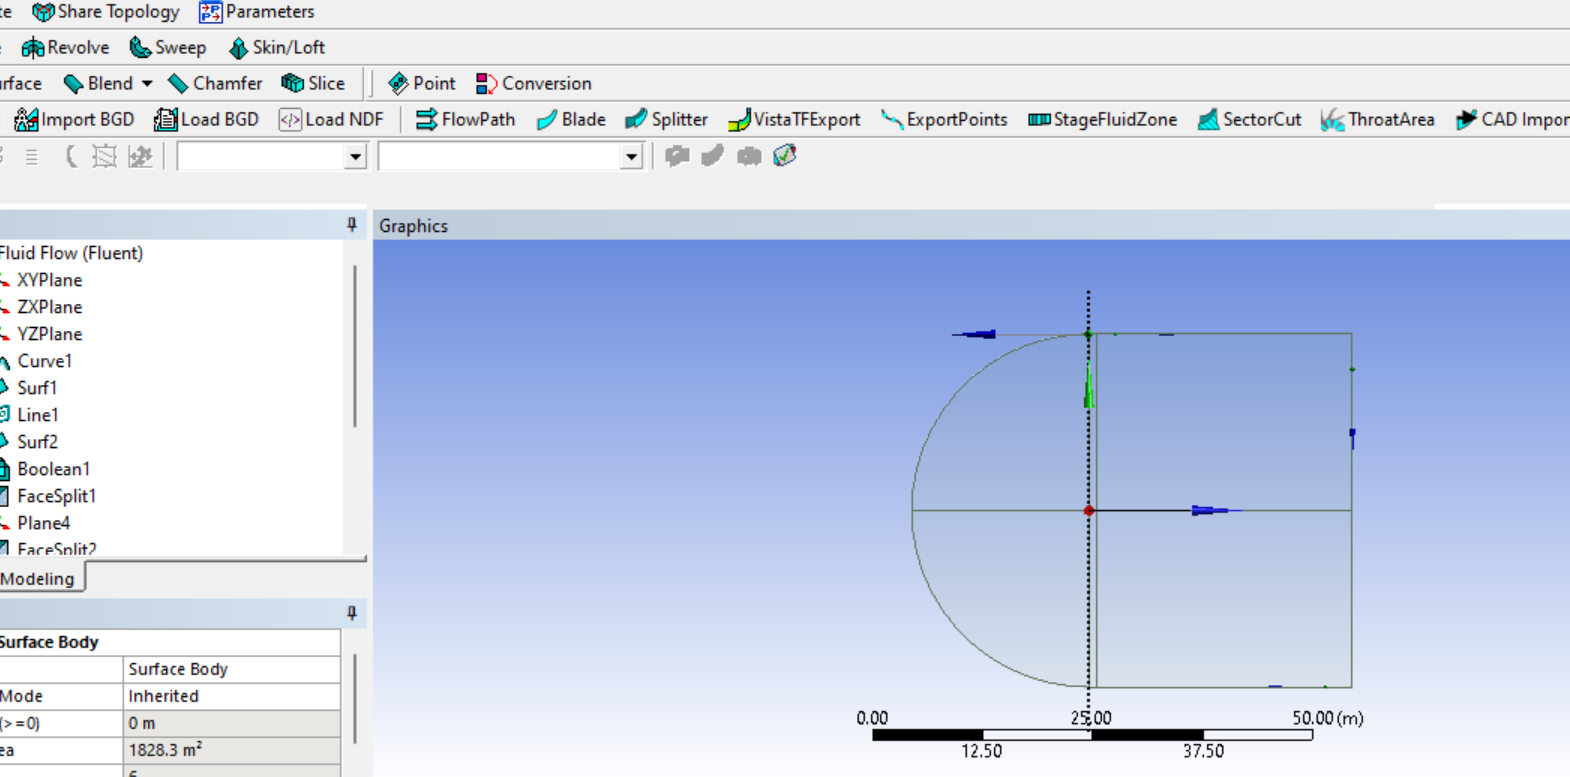 Share Topology Parameters
Revolve Sweep Skin/Loft
Blend Chamfer Slice Point Conversion
Import BGD Load BGD Load NDF FlowPath Blade Splitter VistaTFExport ExportPoints StageFluidZone SectorCut ThroatArea CAD Impor
Graphics
Fluid Flow (Fluent)
XYPlane
ZXPlane
YZPlane
Curve1
Surf1
Line1
Surf2
Boolean1
FaceSplit1
Plane4
FaceSplit2
Modeling
Surface Body
Surface Body
Mode Inherited
(>=0) 0 m
ea 1828.3 m²
0.00 25.00 50.00 (m)
12.50 37.50